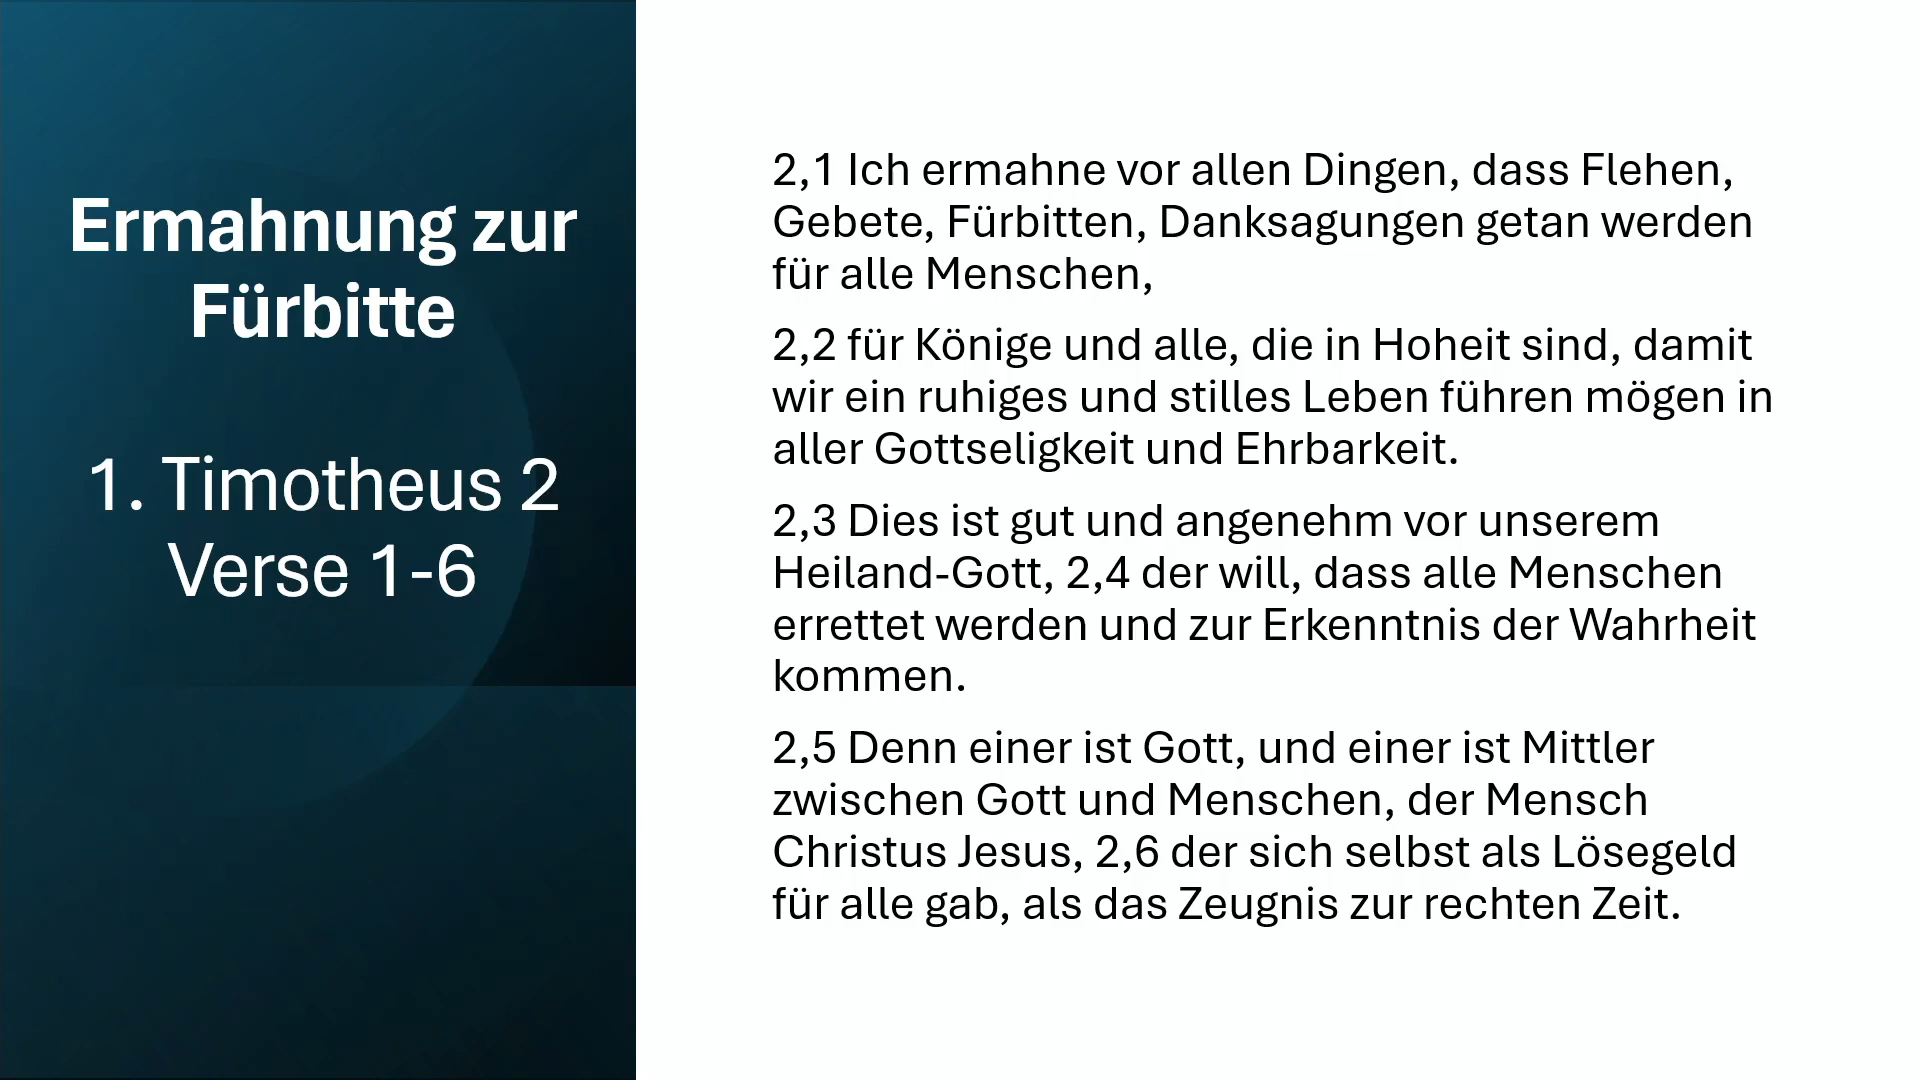 Ermahnung zur
Fürbitte
1. Timotheus 2
Verse 1-6
2,1 Ich ermahne vor allen Dingen, dass Flehen,
Gebete, Fürbitten, Danksagungen getan werden
für alle Menschen,
2,2 für Könige und alle, die in Hoheit sind, damit
wir ein ruhiges und stilles Leben führen mögen in
aller Gottseligkeit und Ehrbarkeit.
2,3 Dies ist gut und angenehm vor unserem
Heiland-Gott, 2,4 der will, dass alle Menschen
errettet werden und zur Erkenntnis der Wahrheit
kommen.
2,5 Denn einer ist Gott, und einer ist Mittler
zwischen Gott und Menschen, der Mensch
Christus Jesus, 2,6 der sich selbst als Lösegeld
für alle gab, als das Zeugnis zur rechten Zeit.